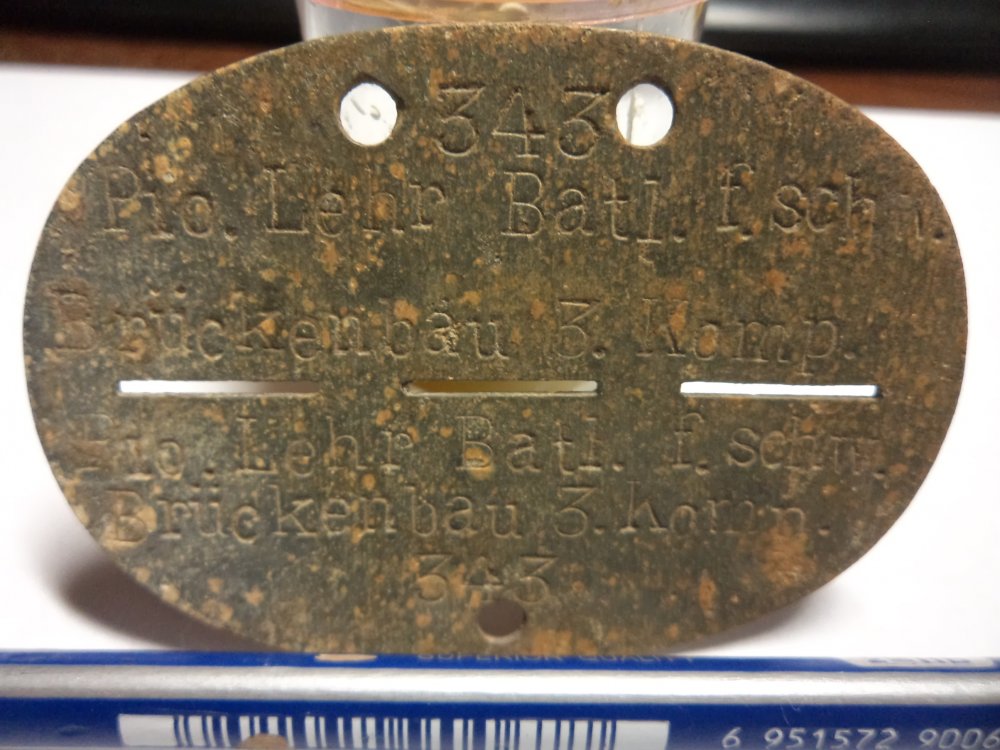 343
Pio. Lehr Batl. f. schw.
Brückenbau 3. Komp.
Pio. Lehr Batl. f. schw.
Brückenbau 3. Komp.
343
6 951572 9006